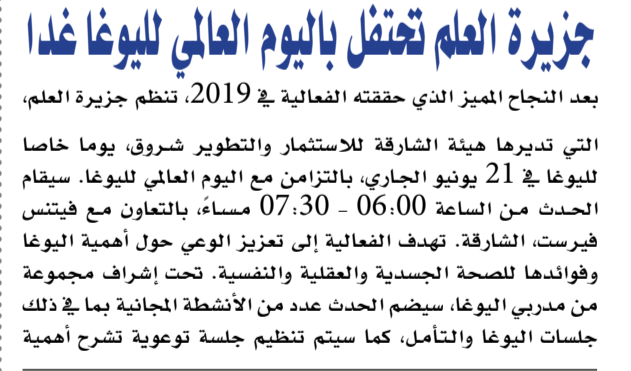 جزيرة العلم تحتفل باليوم العالمي لليوغا غدا
بعد النجاح المميز الذي حققته الفعالية في 2019، تنظم جزيرة العلم،
التي تديرها هيئة الشارقة للاستثمار والتطوير شروق، يوما خاصا
لليوغا في 21 يونيو الجاري، بالتزامن مع اليوم العالمي لليوغا. سيقام
الحدث من الساعة 06:00 - 07:30 مساءً، بالتعاون مع فيتنس
فيرست، الشارقة. تهدف الفعالية إلى تعزيز الوعي حول أهمية اليوغا
وفوائدها للصحة الجسدية والعقلية والنفسية. تحت إشراف مجموعة
من مدربي اليوغا، سيضم الحدث عدد من الأنشطة المجانية بما في ذلك
جلسات اليوغا والتأمل، كما سيتم تنظيم جلسة توعوية تشرح أهمية